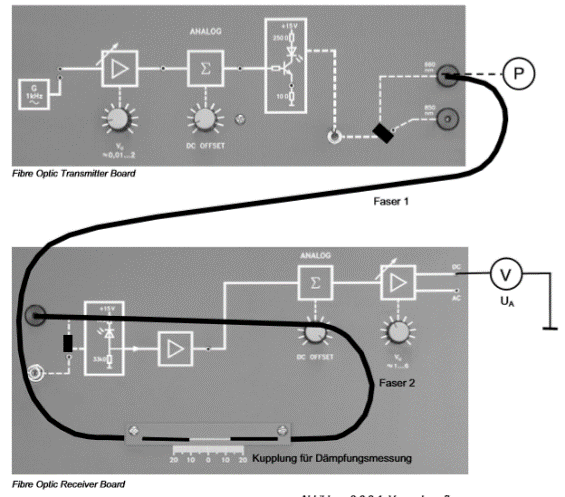 ANALOG
+15V
250Ω
G
1kHz
Σ
10Ω
660
nm
P
850
nm
V₀
≈0,01...2
DC OFFSET
Fibre Optic Transmitter Board
Faser 1
ANALOG
+15V
Σ
DC
AC
V
U_A
33kΩ
DC OFFSET
V₀
≈1...6
Faser 2
20 10 0 10 20
Kupplung für Dämpfungsmessung
Fibre Optic Receiver Board